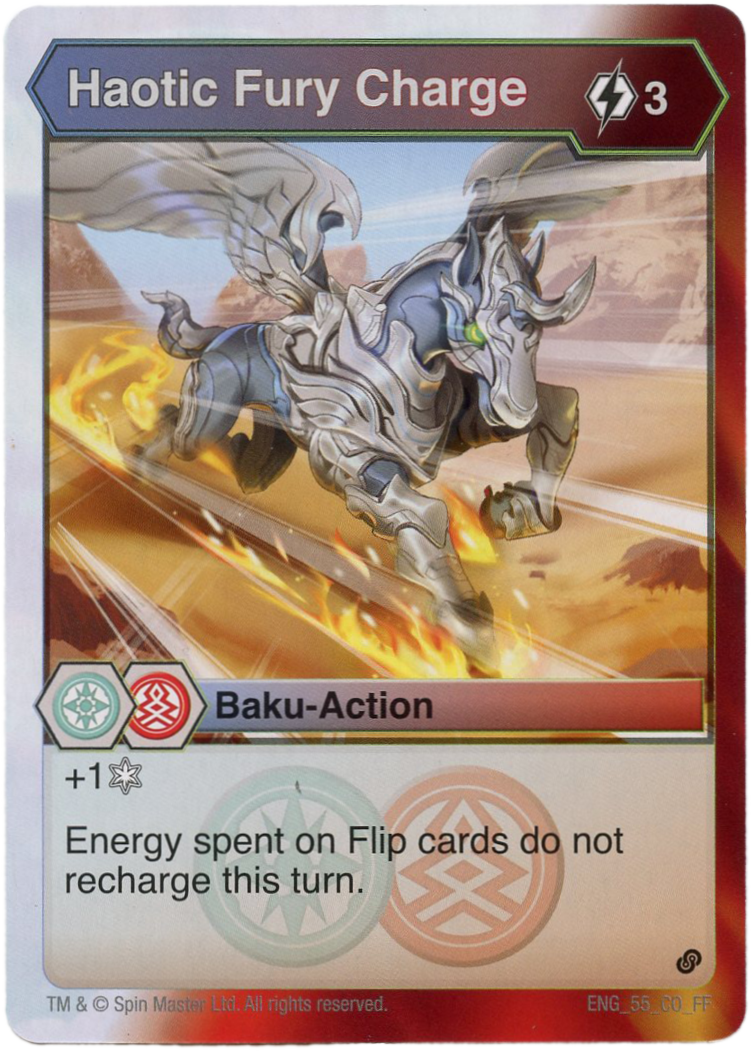 Haotic Fury Charge
3
Baku-Action
+1
Energy spent on Flip cards do not
recharge this turn.
TM & © Spin Master Ltd. All rights reserved.
ENG_55_CO_FF